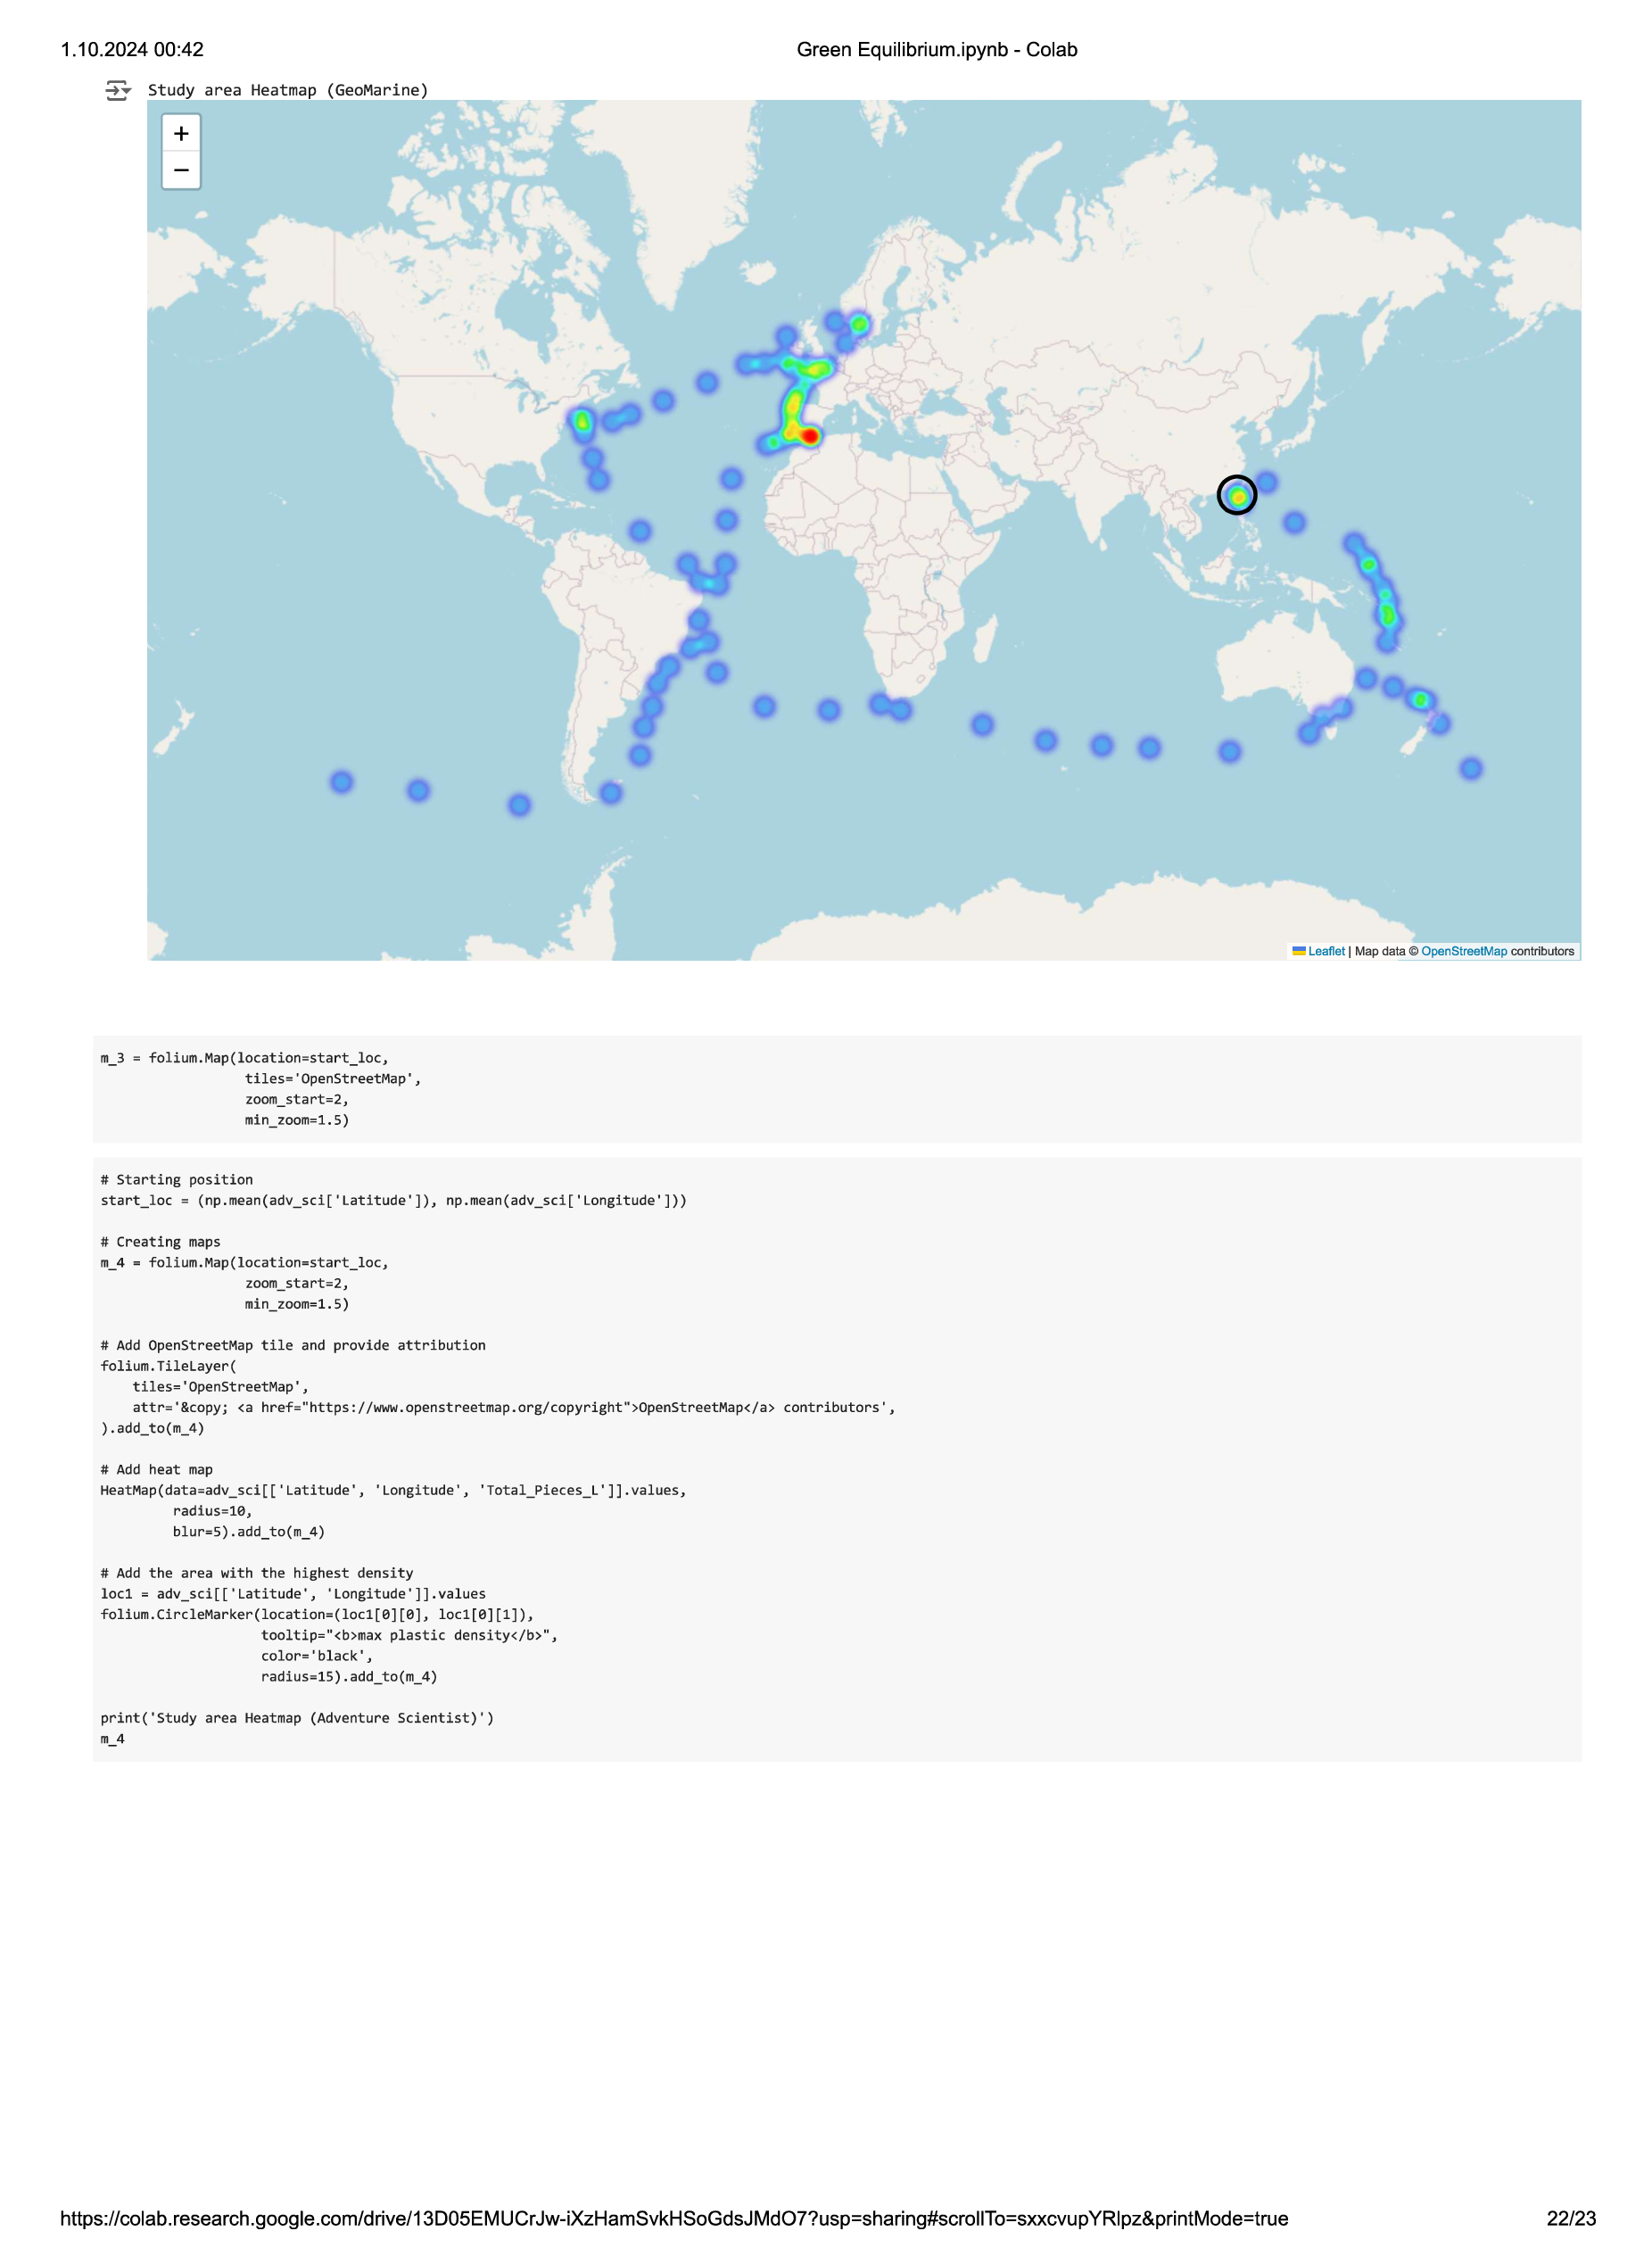 1.10.2024 00:42
Green Equilibrium.ipynb - Colab
Study area Heatmap (GeoMarine)
+
−
Leaflet | Map data © OpenStreetMap contributors
m_3 = folium.Map(location=start_loc,
                  tiles='OpenStreetMap',
                  zoom_start=2,
                  min_zoom=1.5)
# Starting position
start_loc = (np.mean(adv_sci['Latitude']), np.mean(adv_sci['Longitude']))
# Creating maps
m_4 = folium.Map(location=start_loc,
                  zoom_start=2,
                  min_zoom=1.5)
# Add OpenStreetMap tile and provide attribution
folium.TileLayer(
    tiles='OpenStreetMap',
    attr='&copy; <a href="https://www.openstreetmap.org/copyright">OpenStreetMap</a> contributors',
).add_to(m_4)
# Add heat map
HeatMap(data=adv_sci[['Latitude', 'Longitude', 'Total_Pieces_L']].values,
         radius=10,
         blur=5).add_to(m_4)
# Add the area with the highest density
loc1 = adv_sci[['Latitude', 'Longitude']].values
folium.CircleMarker(location=(loc1[0][0], loc1[0][1]),
                    tooltip="<b>max plastic density</b>",
                    color='black',
                    radius=15).add_to(m_4)
print('Study area Heatmap (Adventure Scientist)')
m_4
https://colab.research.google.com/drive/13D05EMUCrJw-iXzHamSvkHSoGdsJMdO7?usp=sharing#scrollTo=sxxcvupYRlpz&printMode=true
22/23